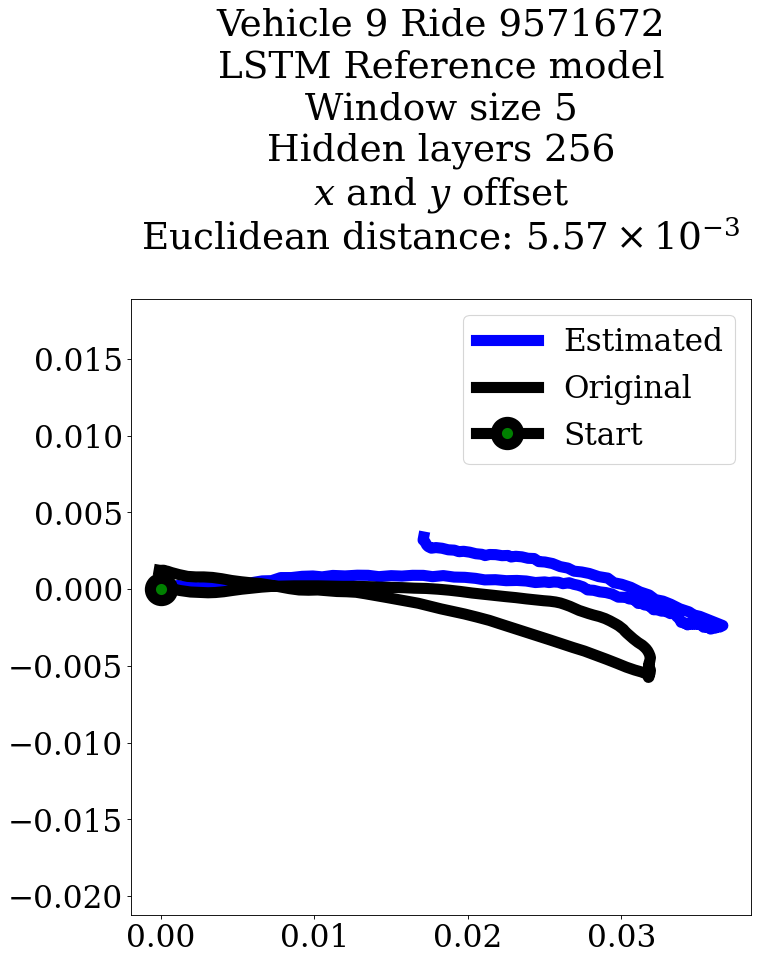 Vehicle 9 Ride 9571672
LSTM Reference model
Window size 5
Hidden layers 256
x and y offset
Euclidean distance: 5.57 × 10⁻³
Estimated
Original
Start
0.015
0.010
0.005
0.000
−0.005
−0.010
−0.015
−0.020
0.00 0.01 0.02 0.03